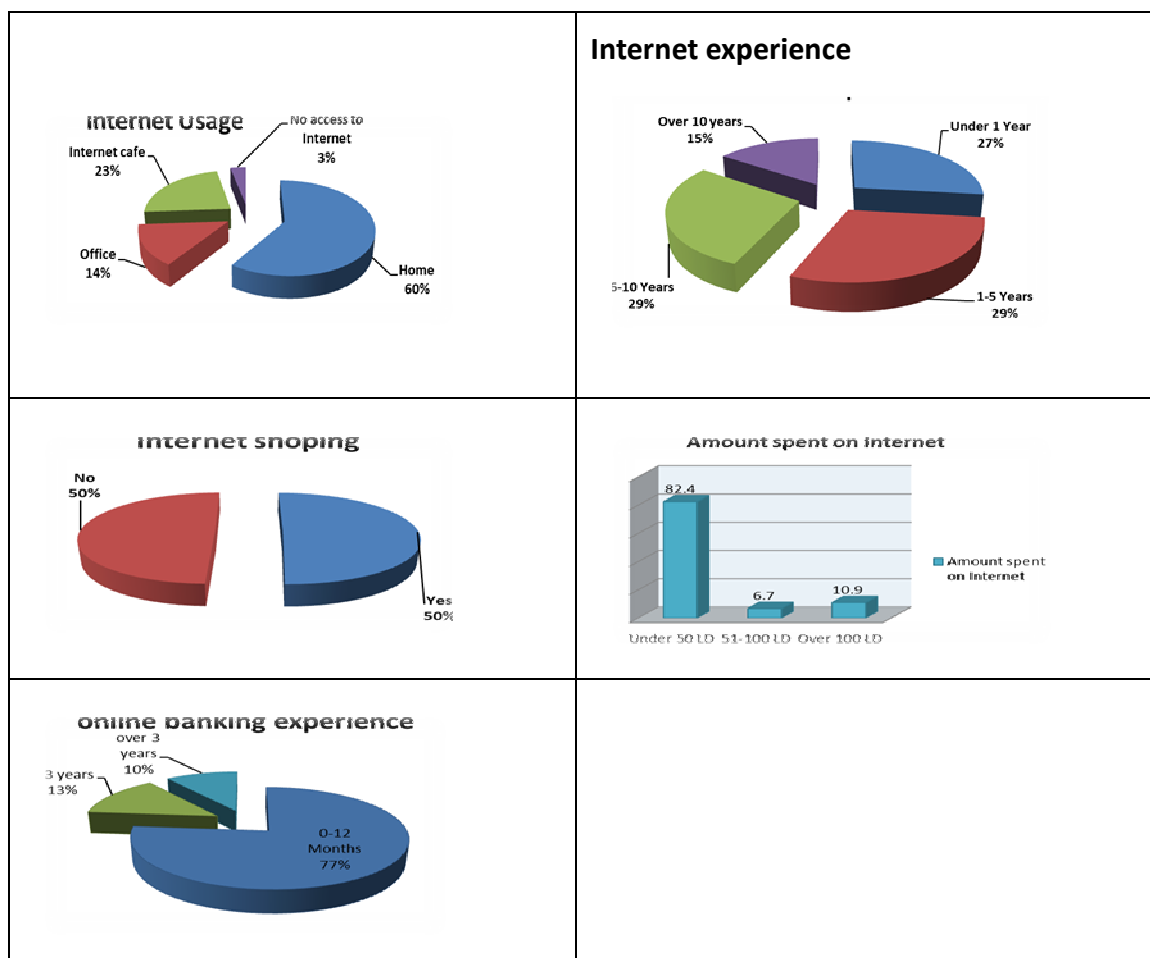 Internet Usage
No access to
Internet
3%
Internet cafe
23%
Office
14%
Home
60%
Internet experience
Over 10 years
15%
Under 1 Year
27%
-10 Years
29%
1-5 Years
29%
Internet shoping
No
50%
Yes
50%
Amount spent on Internet
82.4
6.7
10.9
Amount spent
on Internet
Under 50 LD 51-100 LD Over 100 LD
online banking experience
over 3
years
10%
3 years
13%
0-12
Months
77%